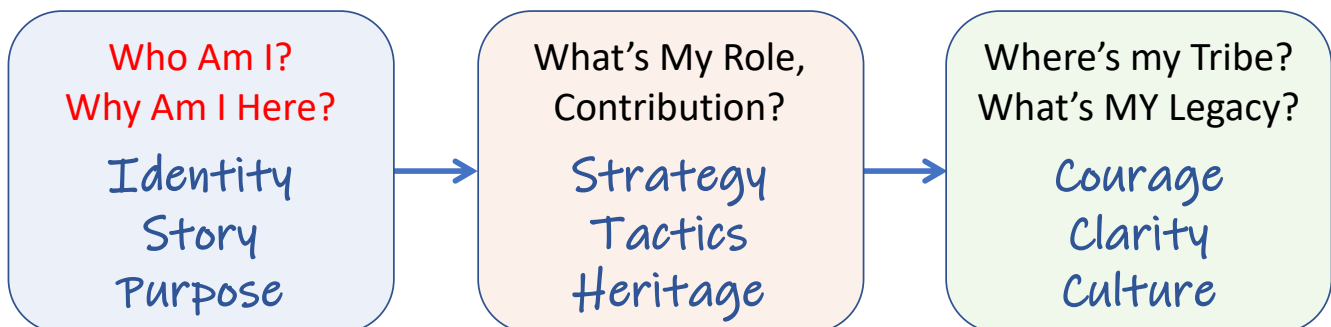 Who Am I?
Why Am I Here?
Identity
Story
Purpose
What’s My Role,
Contribution?
Strategy
Tactics
Heritage
Where’s my Tribe?
What’s MY Legacy?
Courage
Clarity
Culture